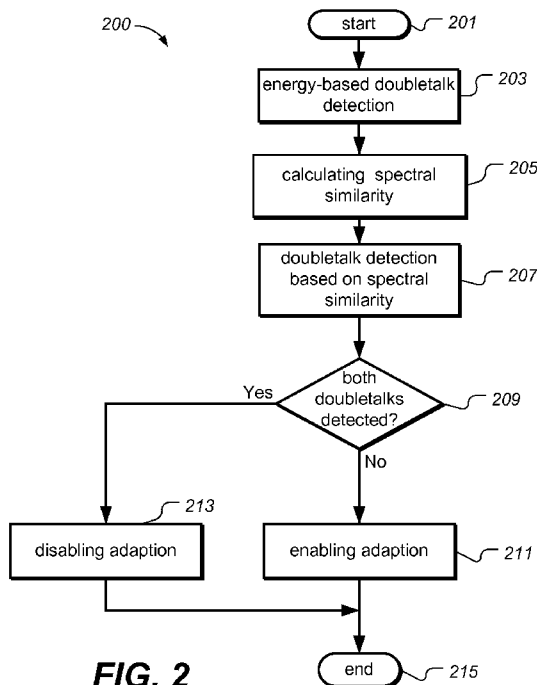 200
start
201
energy-based doubletalk
detection
203
calculating spectral
similarity
205
doubletalk detection
based on spectral
similarity
207
both
doubletalks
detected?
209
Yes
No
213
disabling adaption
enabling adaption
211
FIG. 2
end
215